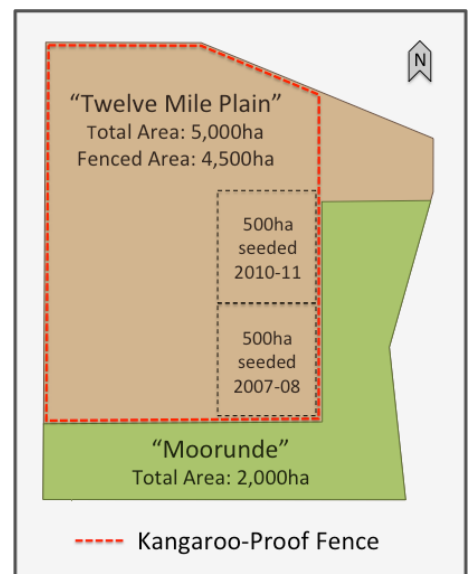 N
“Twelve Mile Plain”
Total Area: 5,000ha
Fenced Area: 4,500ha
500ha
seeded
2010-11
500ha
seeded
2007-08
“Moorunde”
Total Area: 2,000ha
Kangaroo-Proof Fence